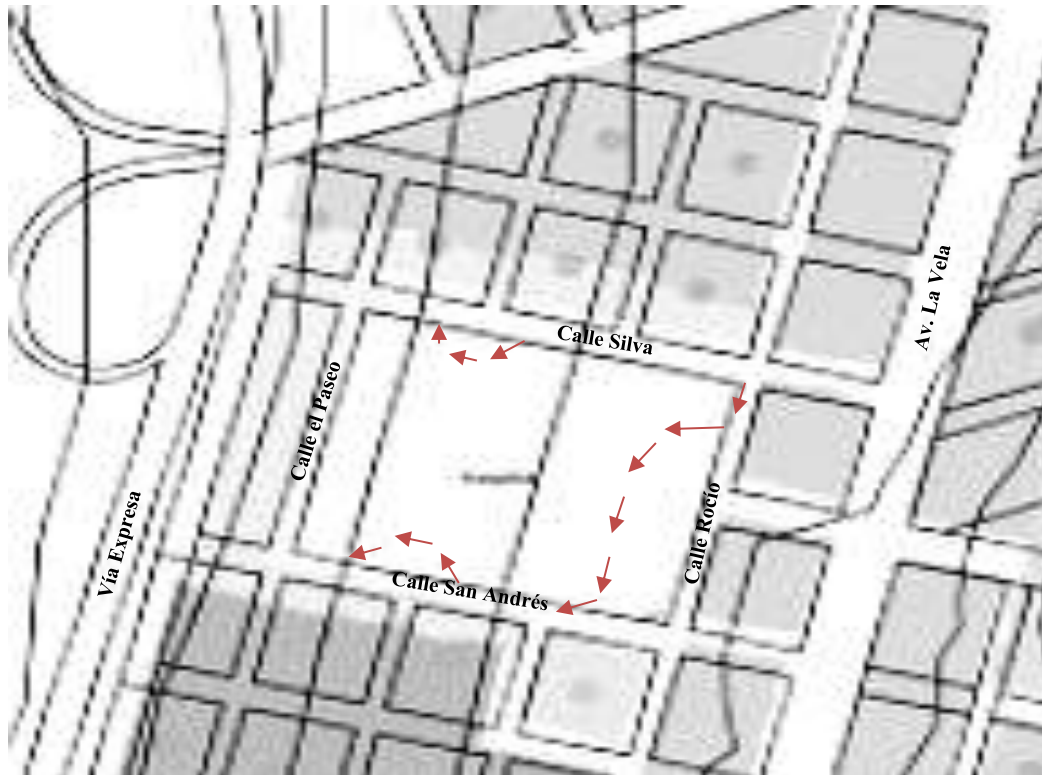 Av. La Vela
Calle Silva
Calle el Paseo
Calle Rocío
Vía Expresa
Calle San Andrés